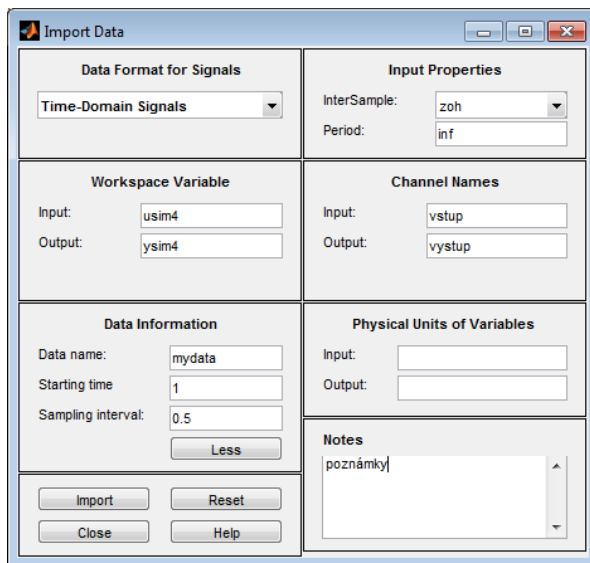 Import Data
Data Format for Signals
Time-Domain Signals
Input Properties
InterSample: zoh
Period: inf
Workspace Variable
Input: usim4
Output: ysim4
Channel Names
Input: vstup
Output: vystup
Data Information
Data name: mydata
Starting time 1
Sampling interval: 0.5
Less
Physical Units of Variables
Input:
Output:
Notes
poznámky
Import Reset
Close Help